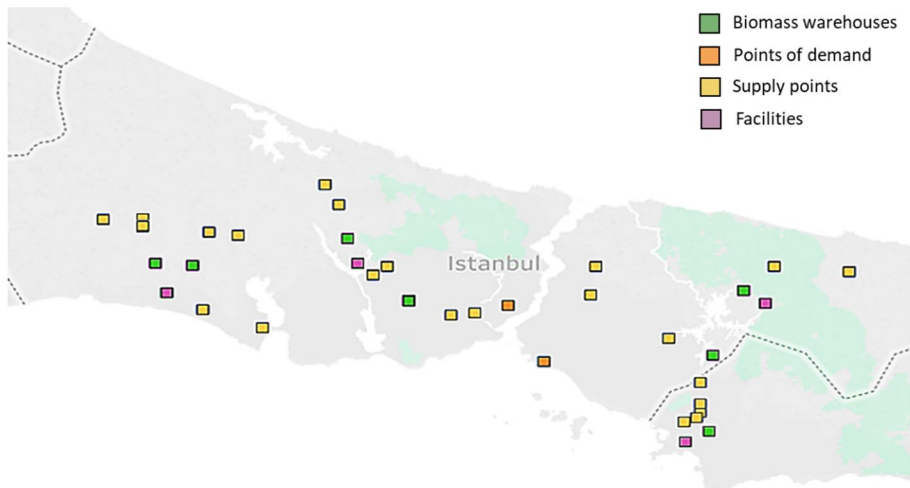 Biomass warehouses
Points of demand
Supply points
Facilities
Istanbul